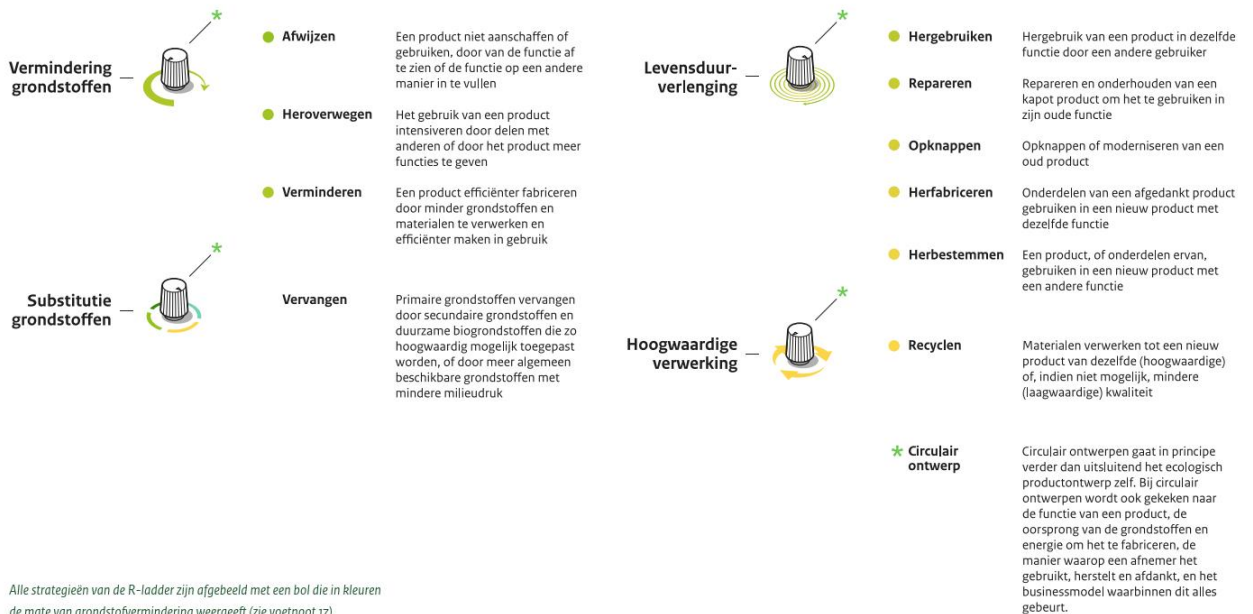 Vermindering
grondstoffen
*
Afwijzen
Een product niet aanschaffen of
gebruiken, door van de functie af
te zien of de functie op een andere
manier in te vullen
Heroverwegen
Het gebruik van een product
intensiveren door delen met
anderen of door het product meer
functies te geven
Verminderen
Een product efficiënter fabriceren
door minder grondstoffen en
materialen te verwerken en
efficiënter maken in gebruik
Substitutie
grondstoffen
*
Vervangen
Primaire grondstoffen vervangen
door secundaire grondstoffen en
duurzame biogrondstoffen die zo
hoogwaardig mogelijk toegepast
worden, of door meer algemeen
beschikbare grondstoffen met
mindere milieudruk
Levensduur-
verlenging
*
Hergebruiken
Hergebruik van een product in dezelfde
functie door een andere gebruiker
Repareren
Repareren en onderhouden van een
kapot product om het te gebruiken in
zijn oude functie
Opknappen
Opknappen of moderniseren van een
oud product
Herfabriceren
Onderdelen van een afgedankt product
gebruiken in een nieuw product met
dezelfde functie
Herbestemmen
Een product, of onderdelen ervan,
gebruiken in een nieuw product met
een andere functie
Hoogwaardige
verwerking
*
Recyclen
Materialen verwerken tot een nieuw
product van dezelfde (hoogwaardige)
of, indien niet mogelijk, mindere
(laagwaardige) kwaliteit
* Circulair
ontwerp
Circulair ontwerpen gaat in principe
verder dan uitsluitend het ecologisch
productontwerp zelf. Bij circulair
ontwerpen wordt ook gekeken naar
de functie van een product, de
oorsprong van de grondstoffen en
energie om het te fabriceren, de
manier waarop een afnemer het
gebruikt, herstelt en afdankt, en het
businessmodel waarbinnen dit alles
gebeurt.
Alle strategieën van de R-ladder zijn afgebeeld met een bol die in kleuren
de mate van grondstofvermindering weergeeft (zie voetnoot 17)